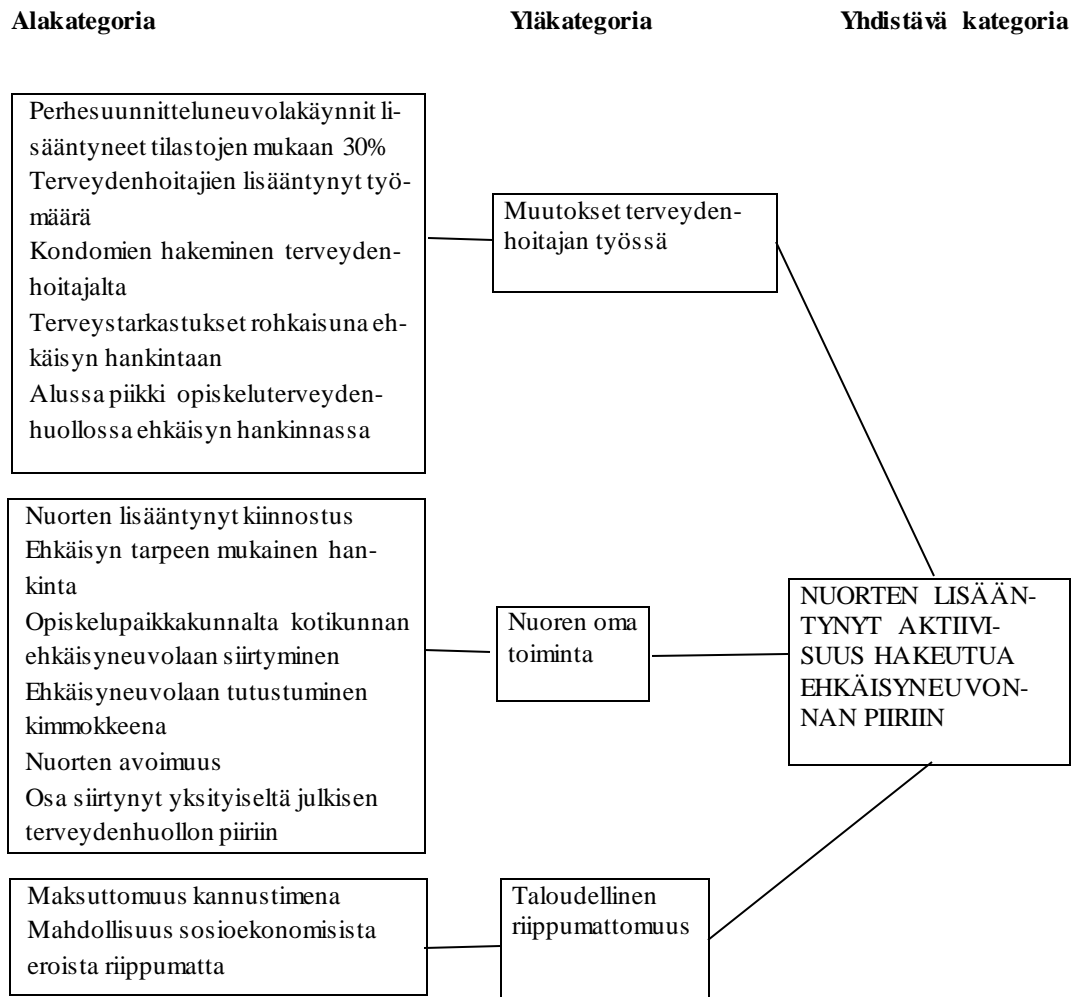 Alakategoria Yläkategoria Yhdistävä kategoria
Perhesuunnitteluneuvolakäynnit li-
sääntyneet tilastojen mukaan 30%
Terveydenhoitajien lisääntynyt työ-
määrä
Kondomien hakeminen terveyden-
hoitajalta
Terveystarkastukset rohkaisuna eh-
käisyn hankintaan
Alussa piikki opiskeluterveyden-
huollossa ehkäisyn hankinnassa
Muutokset terveyden-
hoitajan työssä
Nuorten lisääntynyt kiinnostus
Ehkäisyn tarpeen mukainen han-
kinta
Opiskelupaikkakunnalta kotikunnan
ehkäisyneuvolaan siirtyminen
Ehkäisyneuvolaan tutustuminen
kimmokkeena
Nuorten avoimuus
Osa siirtynyt yksityiseltä julkisen
terveydenhuollon piiriin
Nuoren oma
toiminta
NUORTEN LISÄÄN-
TYNYT AKTIIVI-
SUUS HAKEUTUA
EHKÄISYNEUVON-
NAN PIIRIIN
Maksuttomuus kannustimena
Mahdollisuus sosioekonomisista
eroista riippumatta
Taloudellinen
riippumattomuus